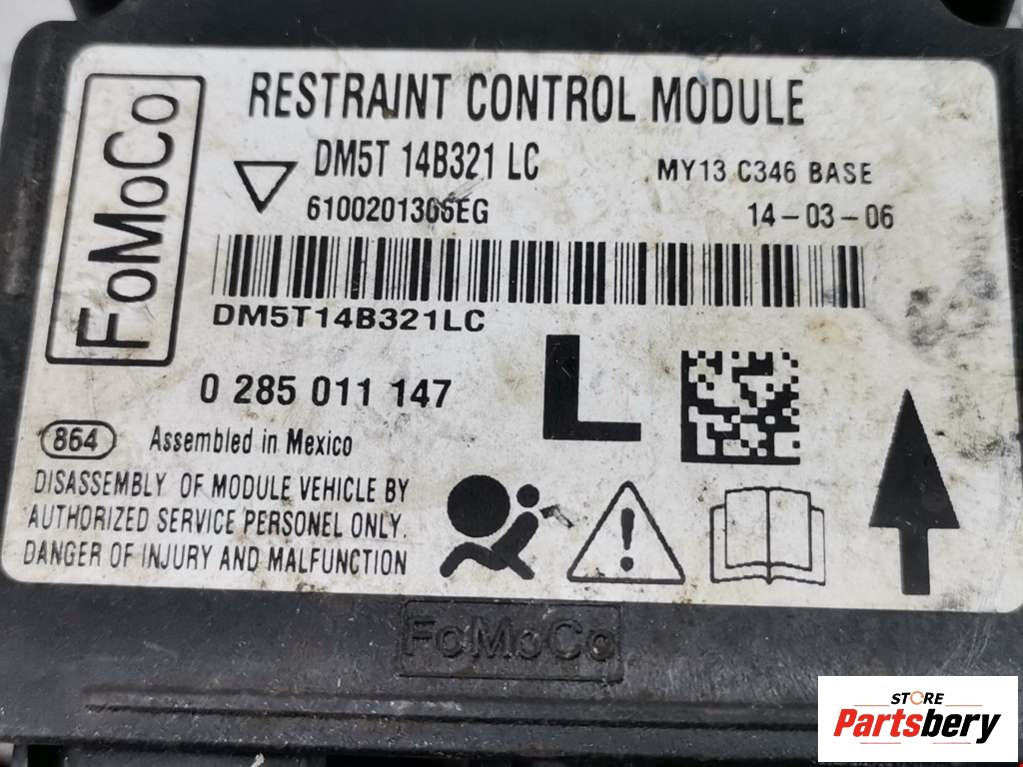 FoMoCo
RESTRAINT CONTROL MODULE
DM5T 14B321 LC
MY13 C346 BASE
14-03-06
DM5T14B321LC
L
0 285 011 147
864
Assembled in Mexico
DISASSEMBLY OF MODULE VEHICLE BY
AUTHORIZED SERVICE PERSONEL ONLY.
DANGER OF INJURY AND MALFUNCTION
FoMoCo
STORE
Partsbery